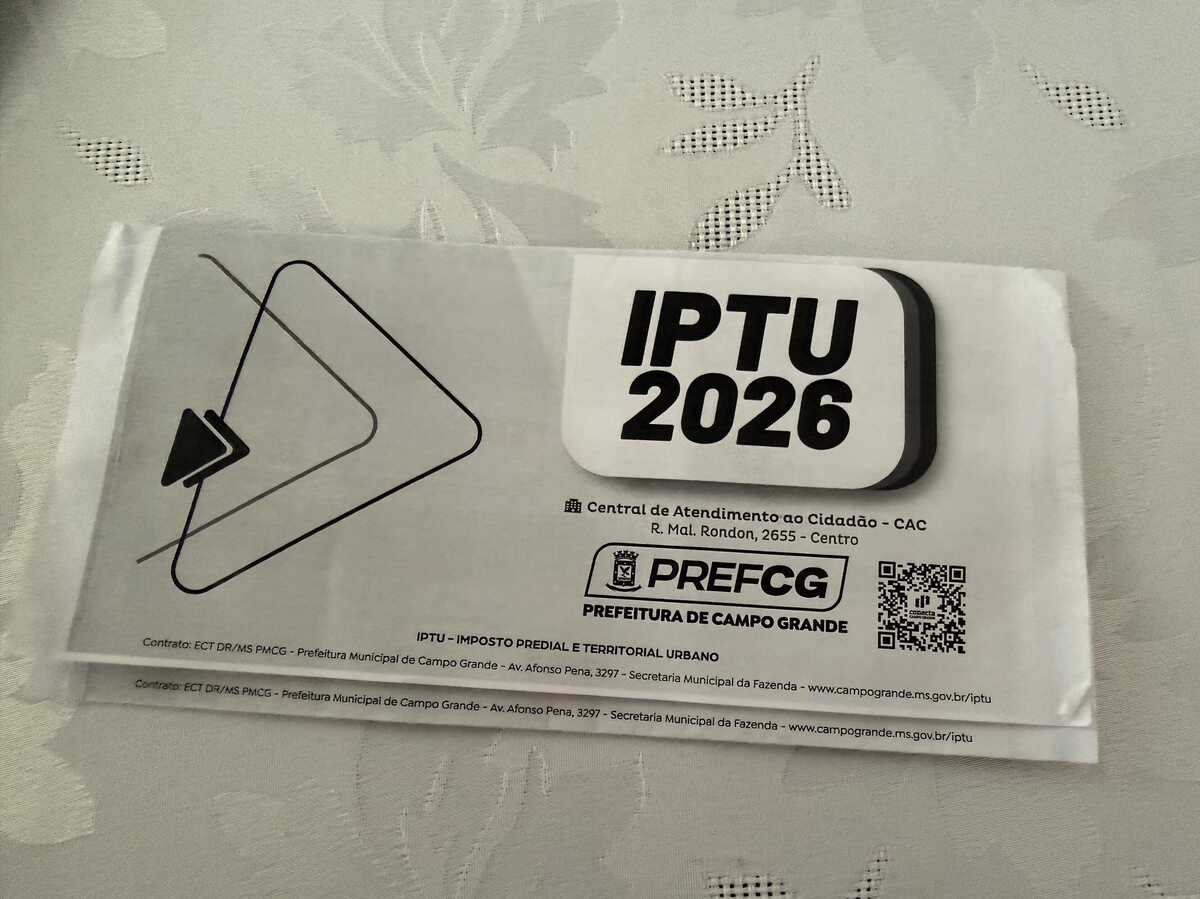 IPTU
2026
Central de Atendimento ao Cidadão - CAC
R. Mal. Rondon, 2655 - Centro
PREFCG
PREFEITURA DE CAMPO GRANDE
conecta
CAMPO GRANDE
IPTU - IMPOSTO PREDIAL E TERRITORIAL URBANO
Contrato: ECT DR/MS PMCG - Prefeitura Municipal de Campo Grande - Av. Afonso Pena, 3297 - Secretaria Municipal da Fazenda - www.campogrande.ms.gov.br/iptu
Contrato: ECT DR/MS PMCG - Prefeitura Municipal de Campo Grande - Av. Afonso Pena, 3297 - Secretaria Municipal da Fazenda - www.campogrande.ms.gov.br/iptu